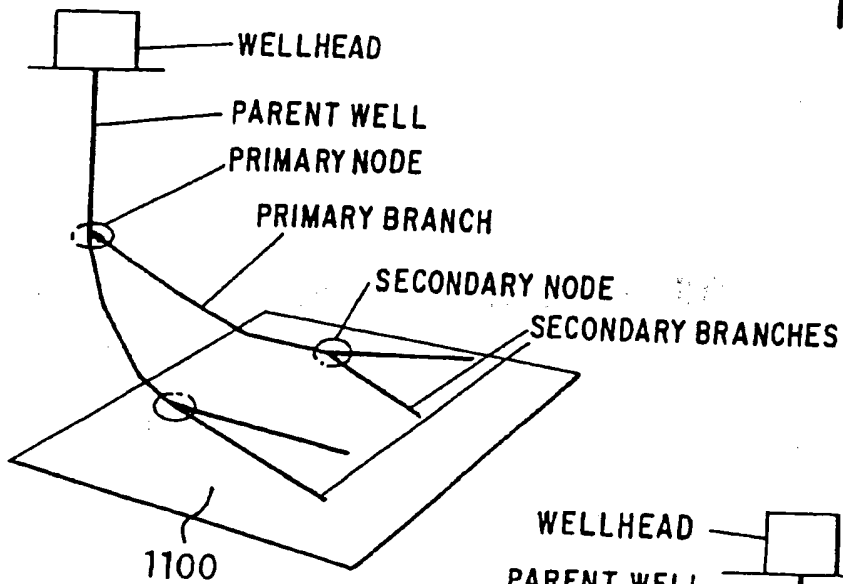 WELLHEAD
PARENT WELL
PRIMARY NODE
PRIMARY BRANCH
SECONDARY NODE
SECONDARY BRANCHES
1100
WELLHEAD
PARENT WELL